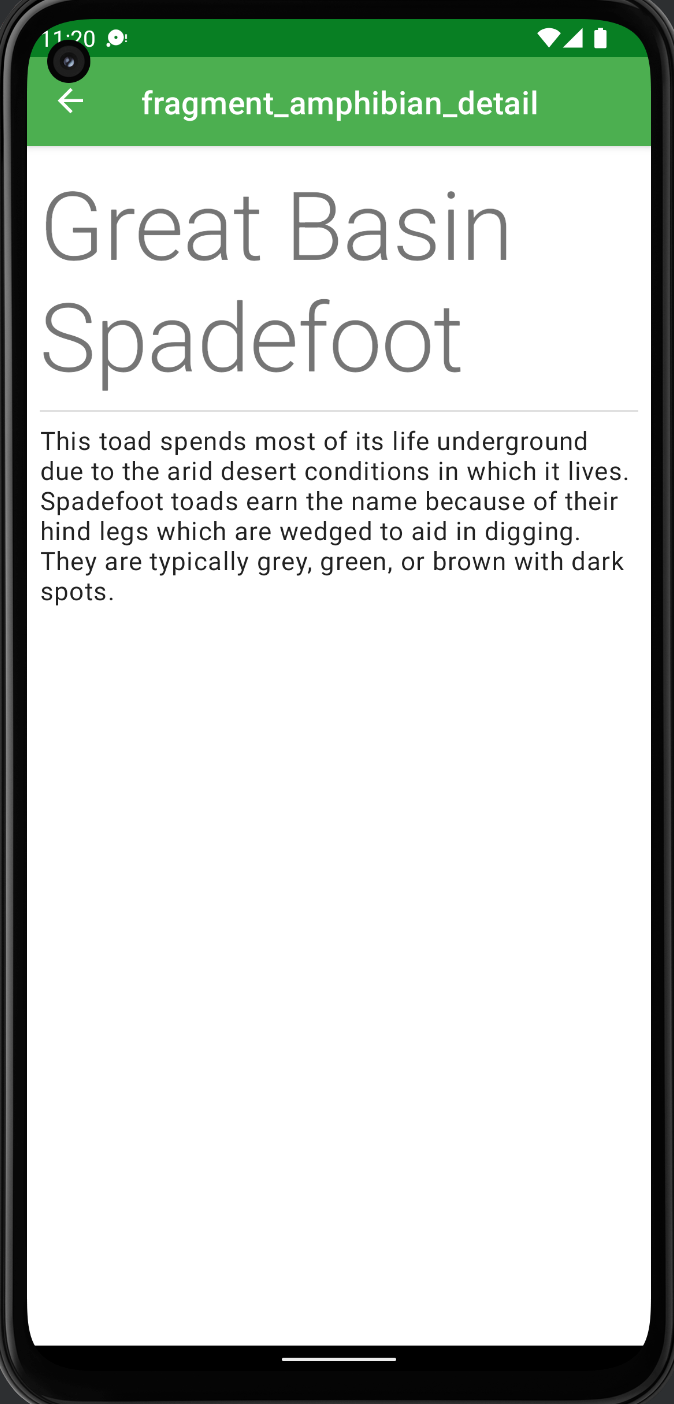 11:20
fragment_amphibian_detail
Great Basin
Spadefoot
This toad spends most of its life underground
due to the arid desert conditions in which it lives.
Spadefoot toads earn the name because of their
hind legs which are wedged to aid in digging.
They are typically grey, green, or brown with dark
spots.